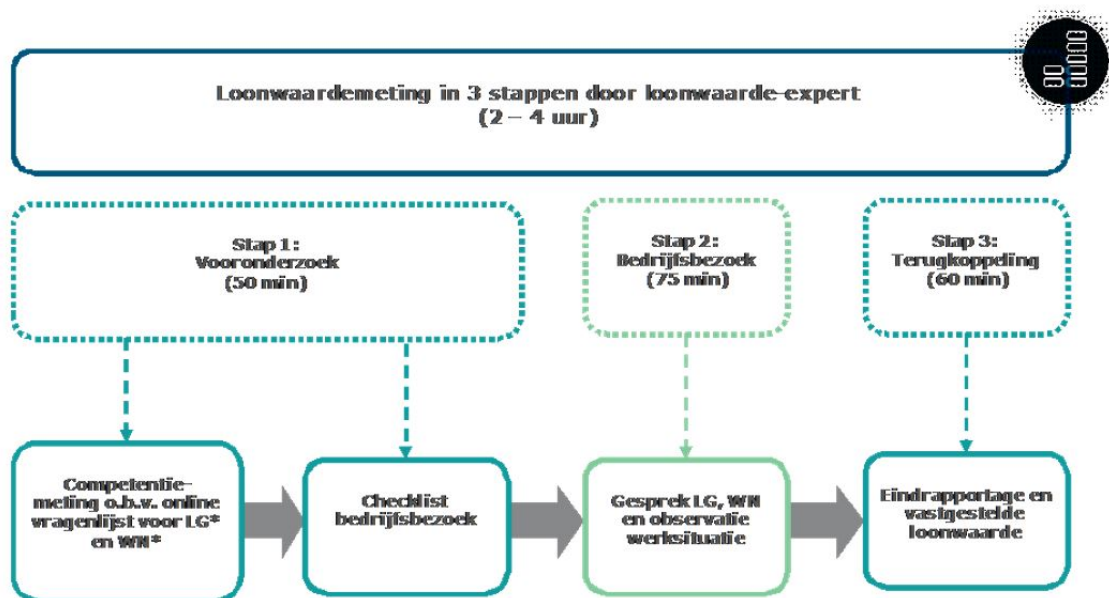 Loonwaardemeting in 3 stappen door loonwaarde-expert
(2 – 4 uur)
Stap 1:
Vooronderzoek
(50 min)
Stap 2:
Bedrijfsbezoek
(75 min)
Stap 3:
Terugkoppeling
(60 min)
Competentie-
meting o.b.v. online
vragenlijst voor LG*
en WN*
Checklist
bedrijfsbezoek
Gesprek LG, WN
en observatie
werksituatie
Eindrapportage en
vastgestelde
loonwaarde